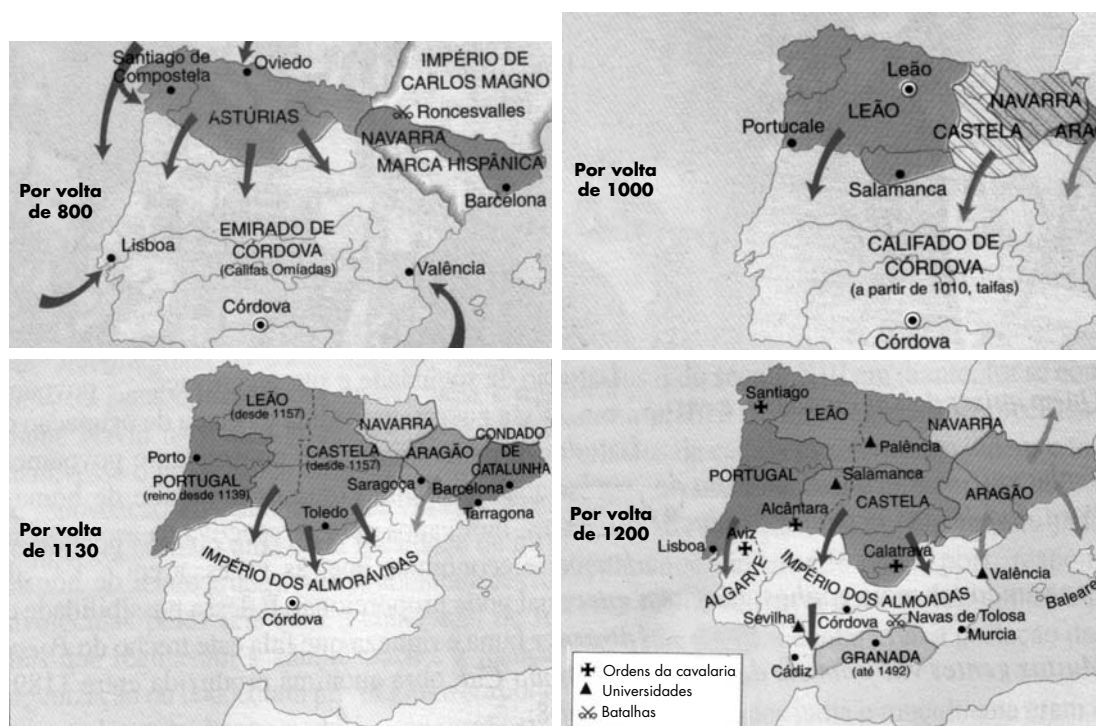 Por volta
de 800
Santiago de
Compostela
Oviedo
IMPÉRIO DE
CARLOS MAGNO
Roncesvalles
ASTÚRIAS
NAVARRA
MARCA HISPÂNICA
Barcelona
EMIRADO DE
CÓRDOVA
(Califas Omíadas)
Lisboa
Valência
Córdova
Por volta
de 1000
Leão
LEÃO
NAVARRA
CASTELA
ARAG
Portucale
Salamanca
CALIFADO DE
CÓRDOVA
(a partir de 1010, taifas)
Córdova
Por volta
de 1130
LEÃO
(desde 1157)
NAVARRA
CASTELA
(desde 1157)
ARAGÃO
CONDADO
DE
CATALUNHA
Porto
PORTUGAL
(reino desde 1139)
Saragoça
Barcelona
Tarragona
Toledo
IMPÉRIO DOS ALMORÁVIDAS
Córdova
Por volta
de 1200
Santiago
LEÃO
NAVARRA
Palência
PORTUGAL
Salamanca
ARAGÃO
CASTELA
Alcântara
Lisboa
Aviz
Calatrava
ALGARVE
IMPÉRIO DOS ALMÓADAS
Valência
Baleares
Sevilha
Córdova
Navas de Tolosa
Murcia
Cádiz
GRANADA
(até 1492)
Ordens da cavalaria
Universidades
Batalhas